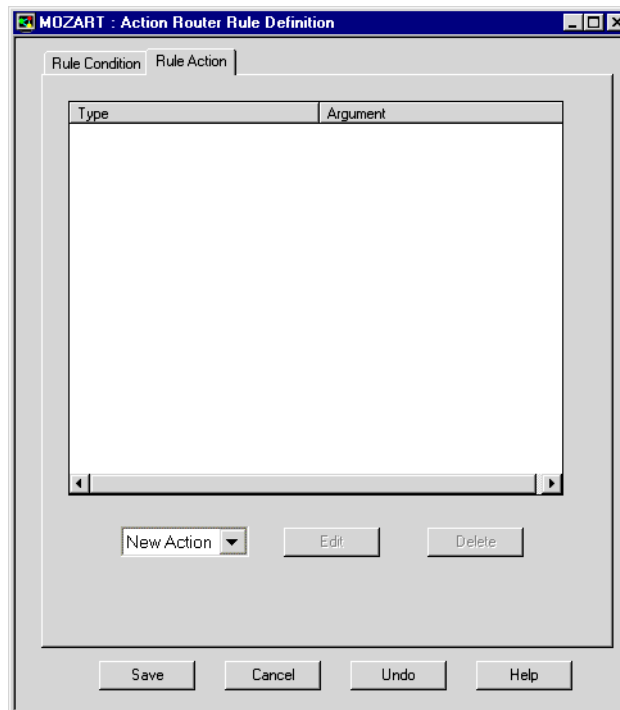 MOZART : Action Router Rule Definition
Rule Condition Rule Action
Type Argument
New Action Edit Delete
Save Cancel Undo Help